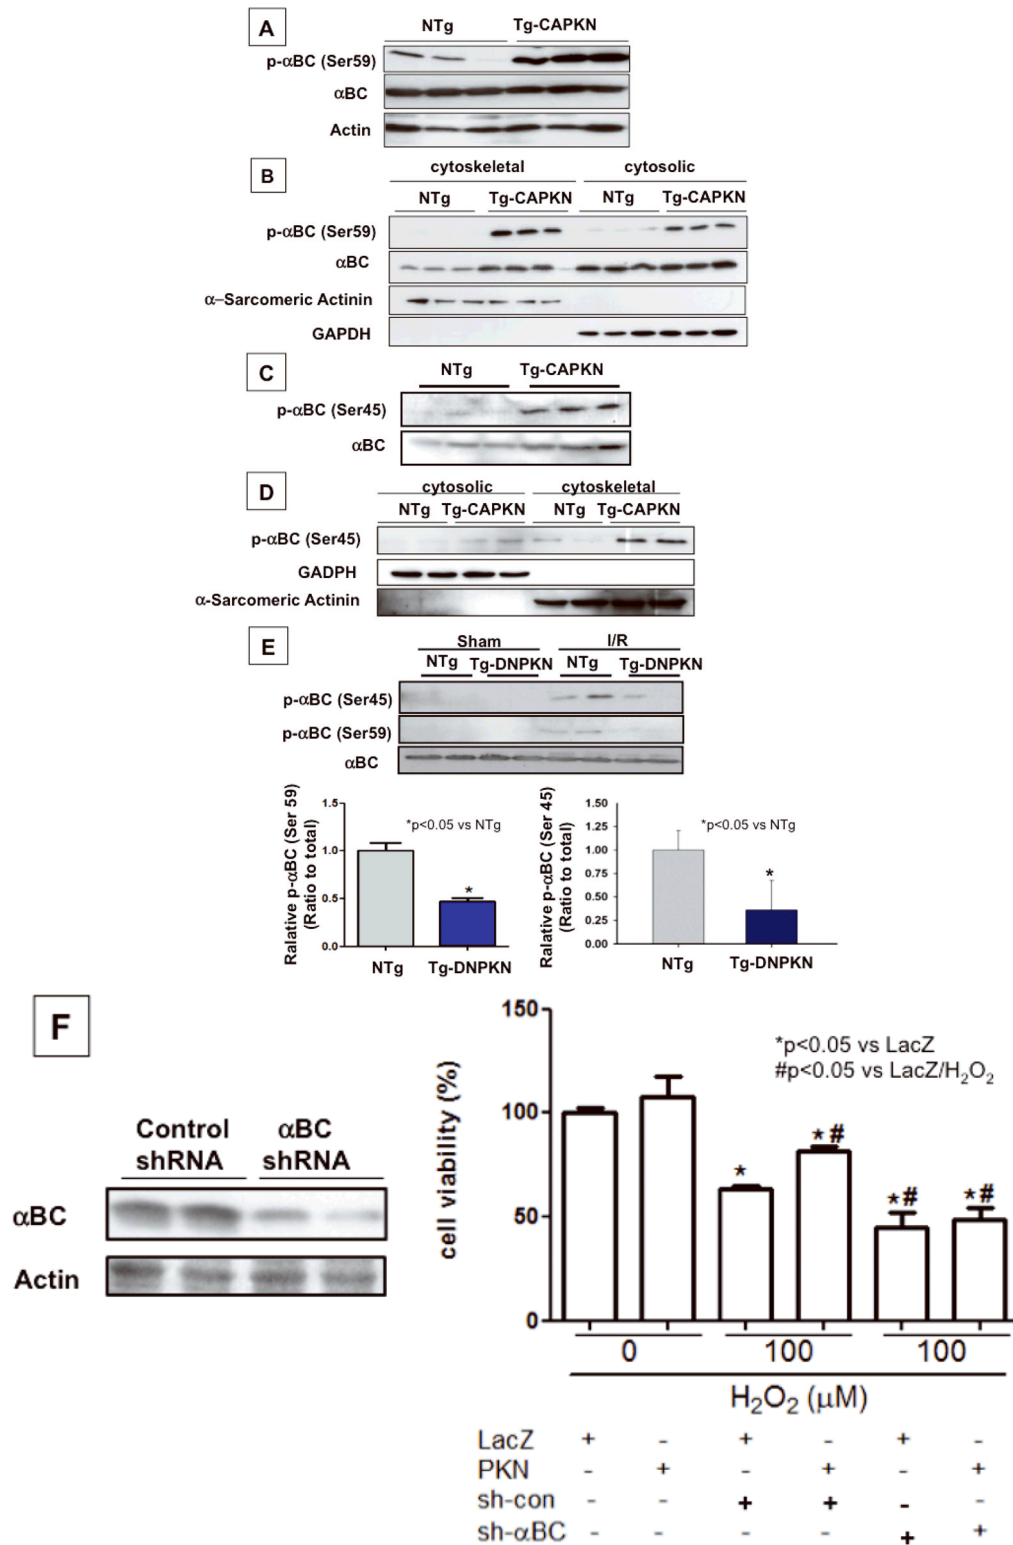 A
NTg Tg-CAPKN
p-αBC (Ser59)
αBC
Actin
B
cytoskeletal cytosolic
NTg Tg-CAPKN NTg Tg-CAPKN
p-αBC (Ser59)
αBC
α–Sarcomeric Actinin
GAPDH
C
NTg Tg-CAPKN
p-αBC (Ser45)
αBC
D
cytosolic cytoskeletal
NTg Tg-CAPKN NTg Tg-CAPKN
p-αBC (Ser45)
GADPH
α-Sarcomeric Actinin
E
Sham I/R
NTg Tg-DNPKN NTg Tg-DNPKN
p-αBC (Ser45)
p-αBC (Ser59)
αBC
Ralative p-αBC (Ser 59)
(Ratio to total)
1.5
1.0
0.5
0.0
*p<0.05 vs NTg
*
NTg Tg-DNPKN
Ralative p-αBC (Ser 45)
(Ratio to total)
1.50
1.25
1.00
0.75
0.50
0.25
0.00
*p<0.05 vs NTg
*
NTg Tg-DNPKN
F
Control αBC
shRNA shRNA
αBC
Actin
cell viability (%)
150
100
50
0
*p<0.05 vs LacZ
#p<0.05 vs LacZ/H₂O₂
* *# *# *#
0 100 100
H₂O₂ (μM)
LacZ + - + - + -
PKN - + - + - +
sh-con - - + + - -
sh-αBC - - - - + +